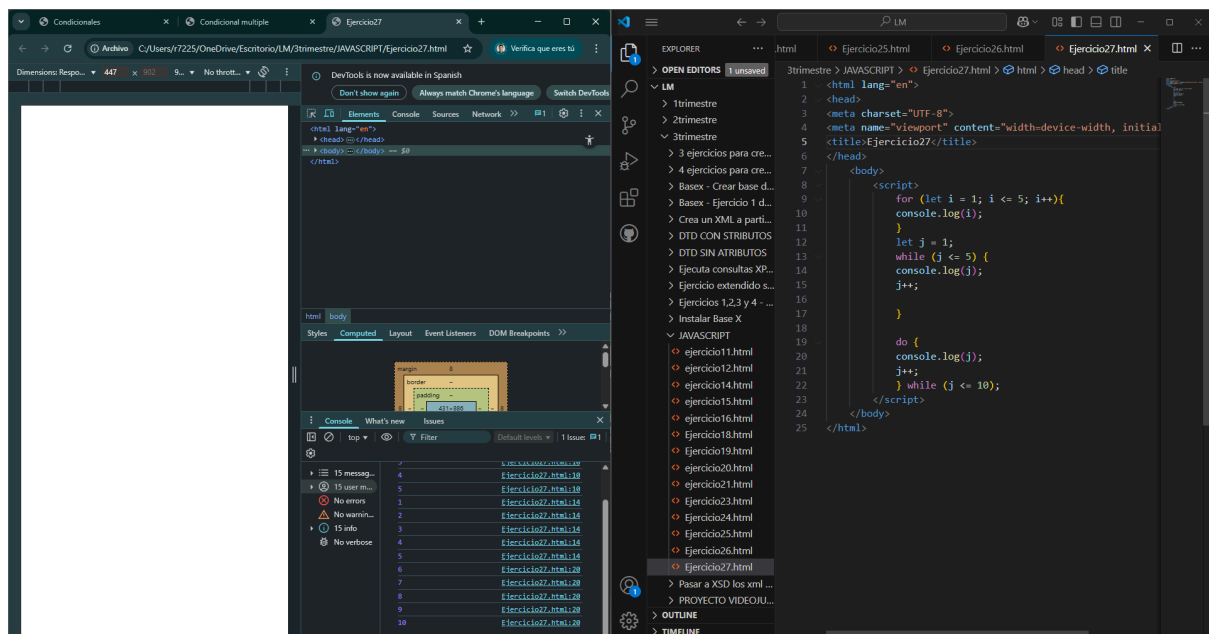 Condicionales
Condicional multiple
Ejercicio27
Archivo C:/Users/r7225/OneDrive/Escritorio/LM/3trimestre/JAVASCRIPT/Ejercicio27.html
Verifica que eres tú
Dimensions: Respo... 447 × 902 9... No thrott...
DevTools is now available in Spanish
Don't show again Always match Chrome's language Switch DevTools
Elements Console Sources Network 1
<html lang="en">
<head> </head>
<body> </body> == $0
</html>
html body
Styles Computed Layout Event Listeners DOM Breakpoints
margin 8
border –
padding –
8 – – 431×886 – – 8
Console What's new Issues
top Filter Default levels 1 Issue: 1
15 messag...
15 user m...
No errors
No warnin...
15 info
No verbose
3 Ejercicio27.html:10
4 Ejercicio27.html:10
5 Ejercicio27.html:10
1 Ejercicio27.html:14
2 Ejercicio27.html:14
3 Ejercicio27.html:14
4 Ejercicio27.html:14
5 Ejercicio27.html:14
6 Ejercicio27.html:20
7 Ejercicio27.html:20
8 Ejercicio27.html:20
9 Ejercicio27.html:20
10 Ejercicio27.html:20
LM
EXPLORER
OPEN EDITORS 1 unsaved
LM
1trimestre
2trimestre
3trimestre
3 ejercicios para cre...
4 ejercicios para cre...
Basex - Crear base d...
Basex - Ejercicio 1 d...
Crea un XML a parti...
DTD CON STRIBUTOS
DTD SIN ATRIBUTOS
Ejecuta consultas XP...
Ejercicio extendido s...
Ejercicios 1,2,3 y 4 - ...
Instalar Base X
JAVASCRIPT
ejercicio11.html
ejercicio12.html
ejercicio14.html
ejercicio15.html
ejercicio16.html
Ejercicio18.html
Ejercicio19.html
ejercicio20.html
ejercicio21.html
Ejercicio23.html
Ejercicio24.html
Ejercicio25.html
Ejercicio26.html
Ejercicio27.html
Pasar a XSD los xml ...
PROYECTO VIDEOJU...
OUTLINE
TIMELINE
.html Ejercicio25.html Ejercicio26.html Ejercicio27.html
3trimestre > JAVASCRIPT > Ejercicio27.html > html > head > title
1 <html lang="en">
2 <head>
3 <meta charset="UTF-8">
4 <meta name="viewport" content="width=device-width, initial
5 <title>Ejercicio27</title>
6 </head>
7 <body>
8 <script>
9 for (let i = 1; i <= 5; i++){
10 console.log(i);
11 }
12 let j = 1;
13 while (j <= 5) {
14 console.log(j);
15 j++;
16
17 }
18
19 do {
20 console.log(j);
21 j++;
22 } while (j <= 10);
23 </script>
24 </body>
25 </html>